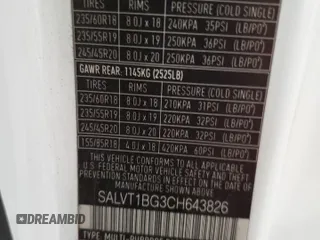 235/60R18 8.0J x 18 240KPA 35PSI (LB/PO²)
235/55R19 8.0J x 19 250KPA 36PSI (LB/PO²)
245/45R20 8.0J x 20 250KPA 36PSI (LB/PO²)
GAWR REAR: 1145KG (2525LB)
TIRES RIMS PRESSURE (COLD SINGLE)
235/60R18 8.0J x 18 210KPA 31PSI (LB/PO²)
235/55R19 8.0J x 19 220KPA 32PSI (LB/PO²)
245/45R20 8.0J x 20 220KPA 32PSI (LB/PO²)
155/85R18 4.0J x 18 420KPA 60PSI (LB/PO²)
THIS VEHICLE CONFORMS TO ALL APPLICABLE
U.S. FEDERAL MOTOR VEHICLE SAFETY AND THEFT
PREVENTION STANDARDS IN EFFECT ON THE DATE
OF MANUFACTURE SHOWN ABOVE.
SALVT1BG3CH643826
TYPE: MULTI-PURPOSE
AUTOBIDMASTER